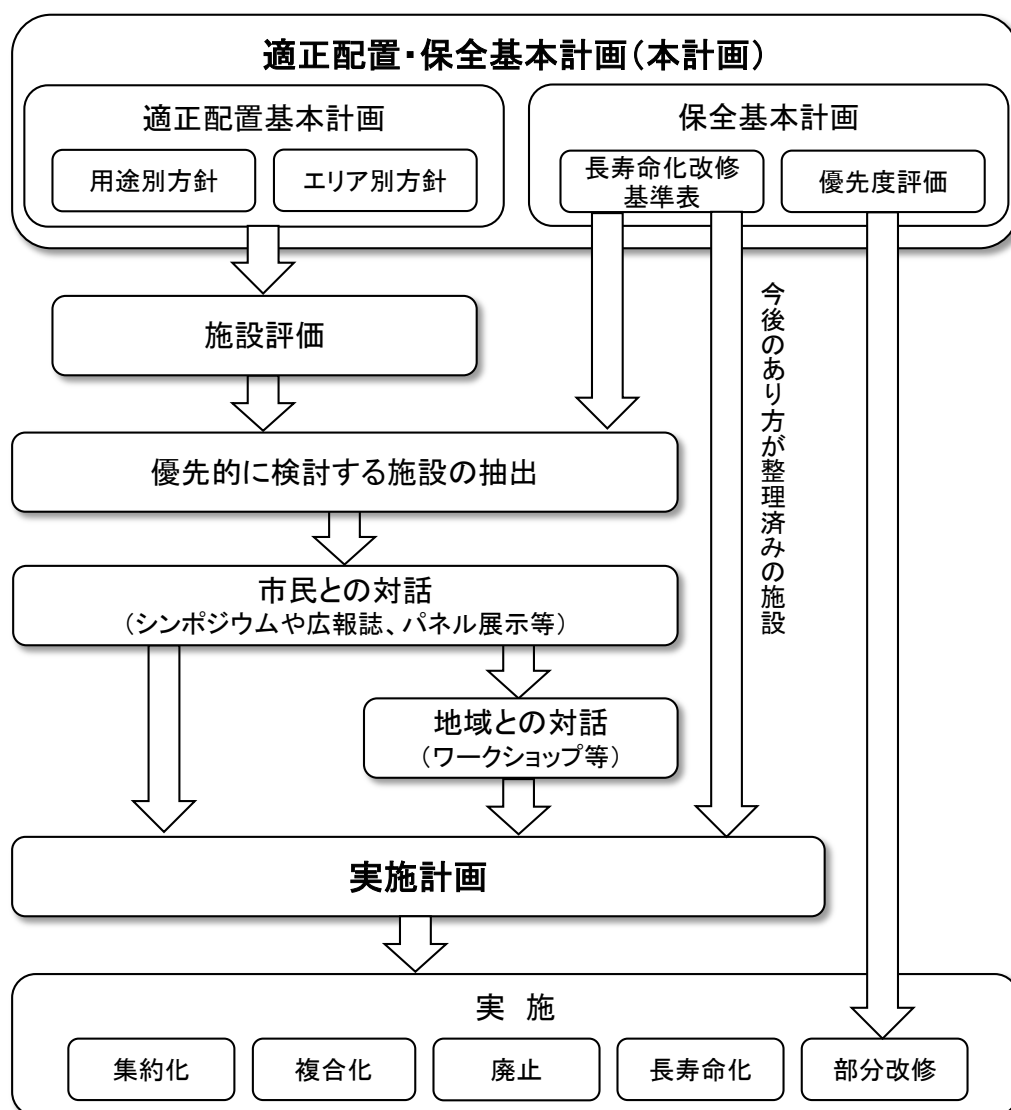 適正配置・保全基本計画（本計画）
適正配置基本計画
用途別方針
エリア別方針
保全基本計画
長寿命化改修
基準表
優先度評価
施設評価
今後のあり方が整理済みの施設
優先的に検討する施設の抽出
市民との対話
（シンポジウムや広報誌、パネル展示等）
地域との対話
（ワークショップ等）
実施計画
実 施
集約化
複合化
廃止
長寿命化
部分改修